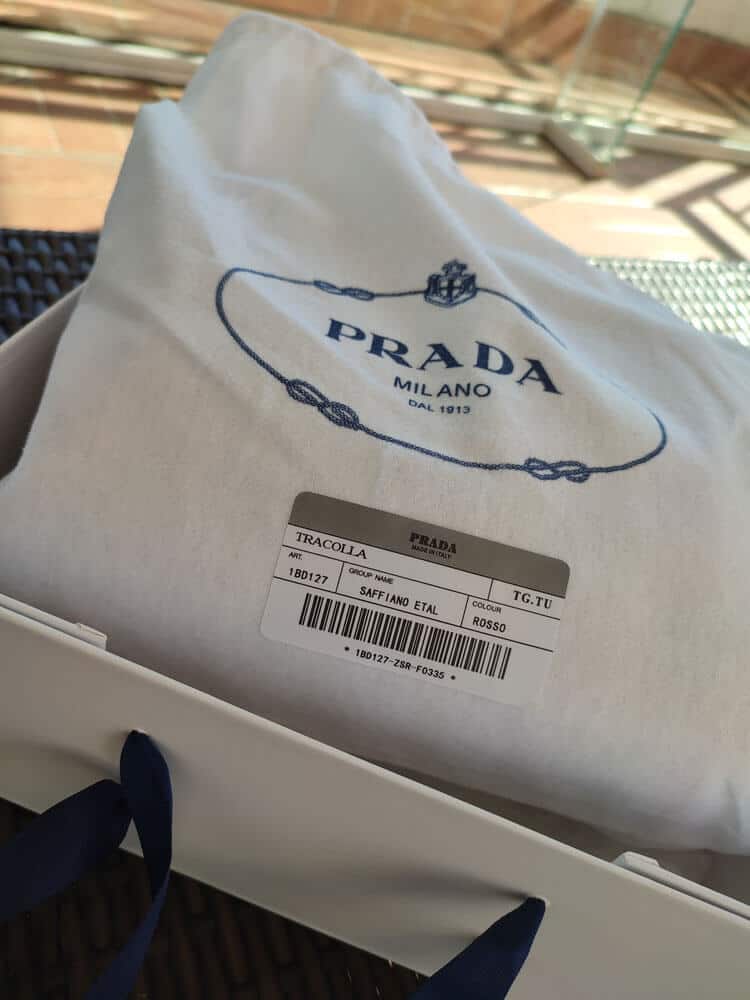 PRADA
MILANO
DAL 1913
PRADA
MADE IN ITALY
TRACOLLA
ART.
1BD127
GROUP NAME
SAFFIANO ETAL
TG.TU
COLOUR
ROSSO
* 1BD127-ZSR-F0335 *